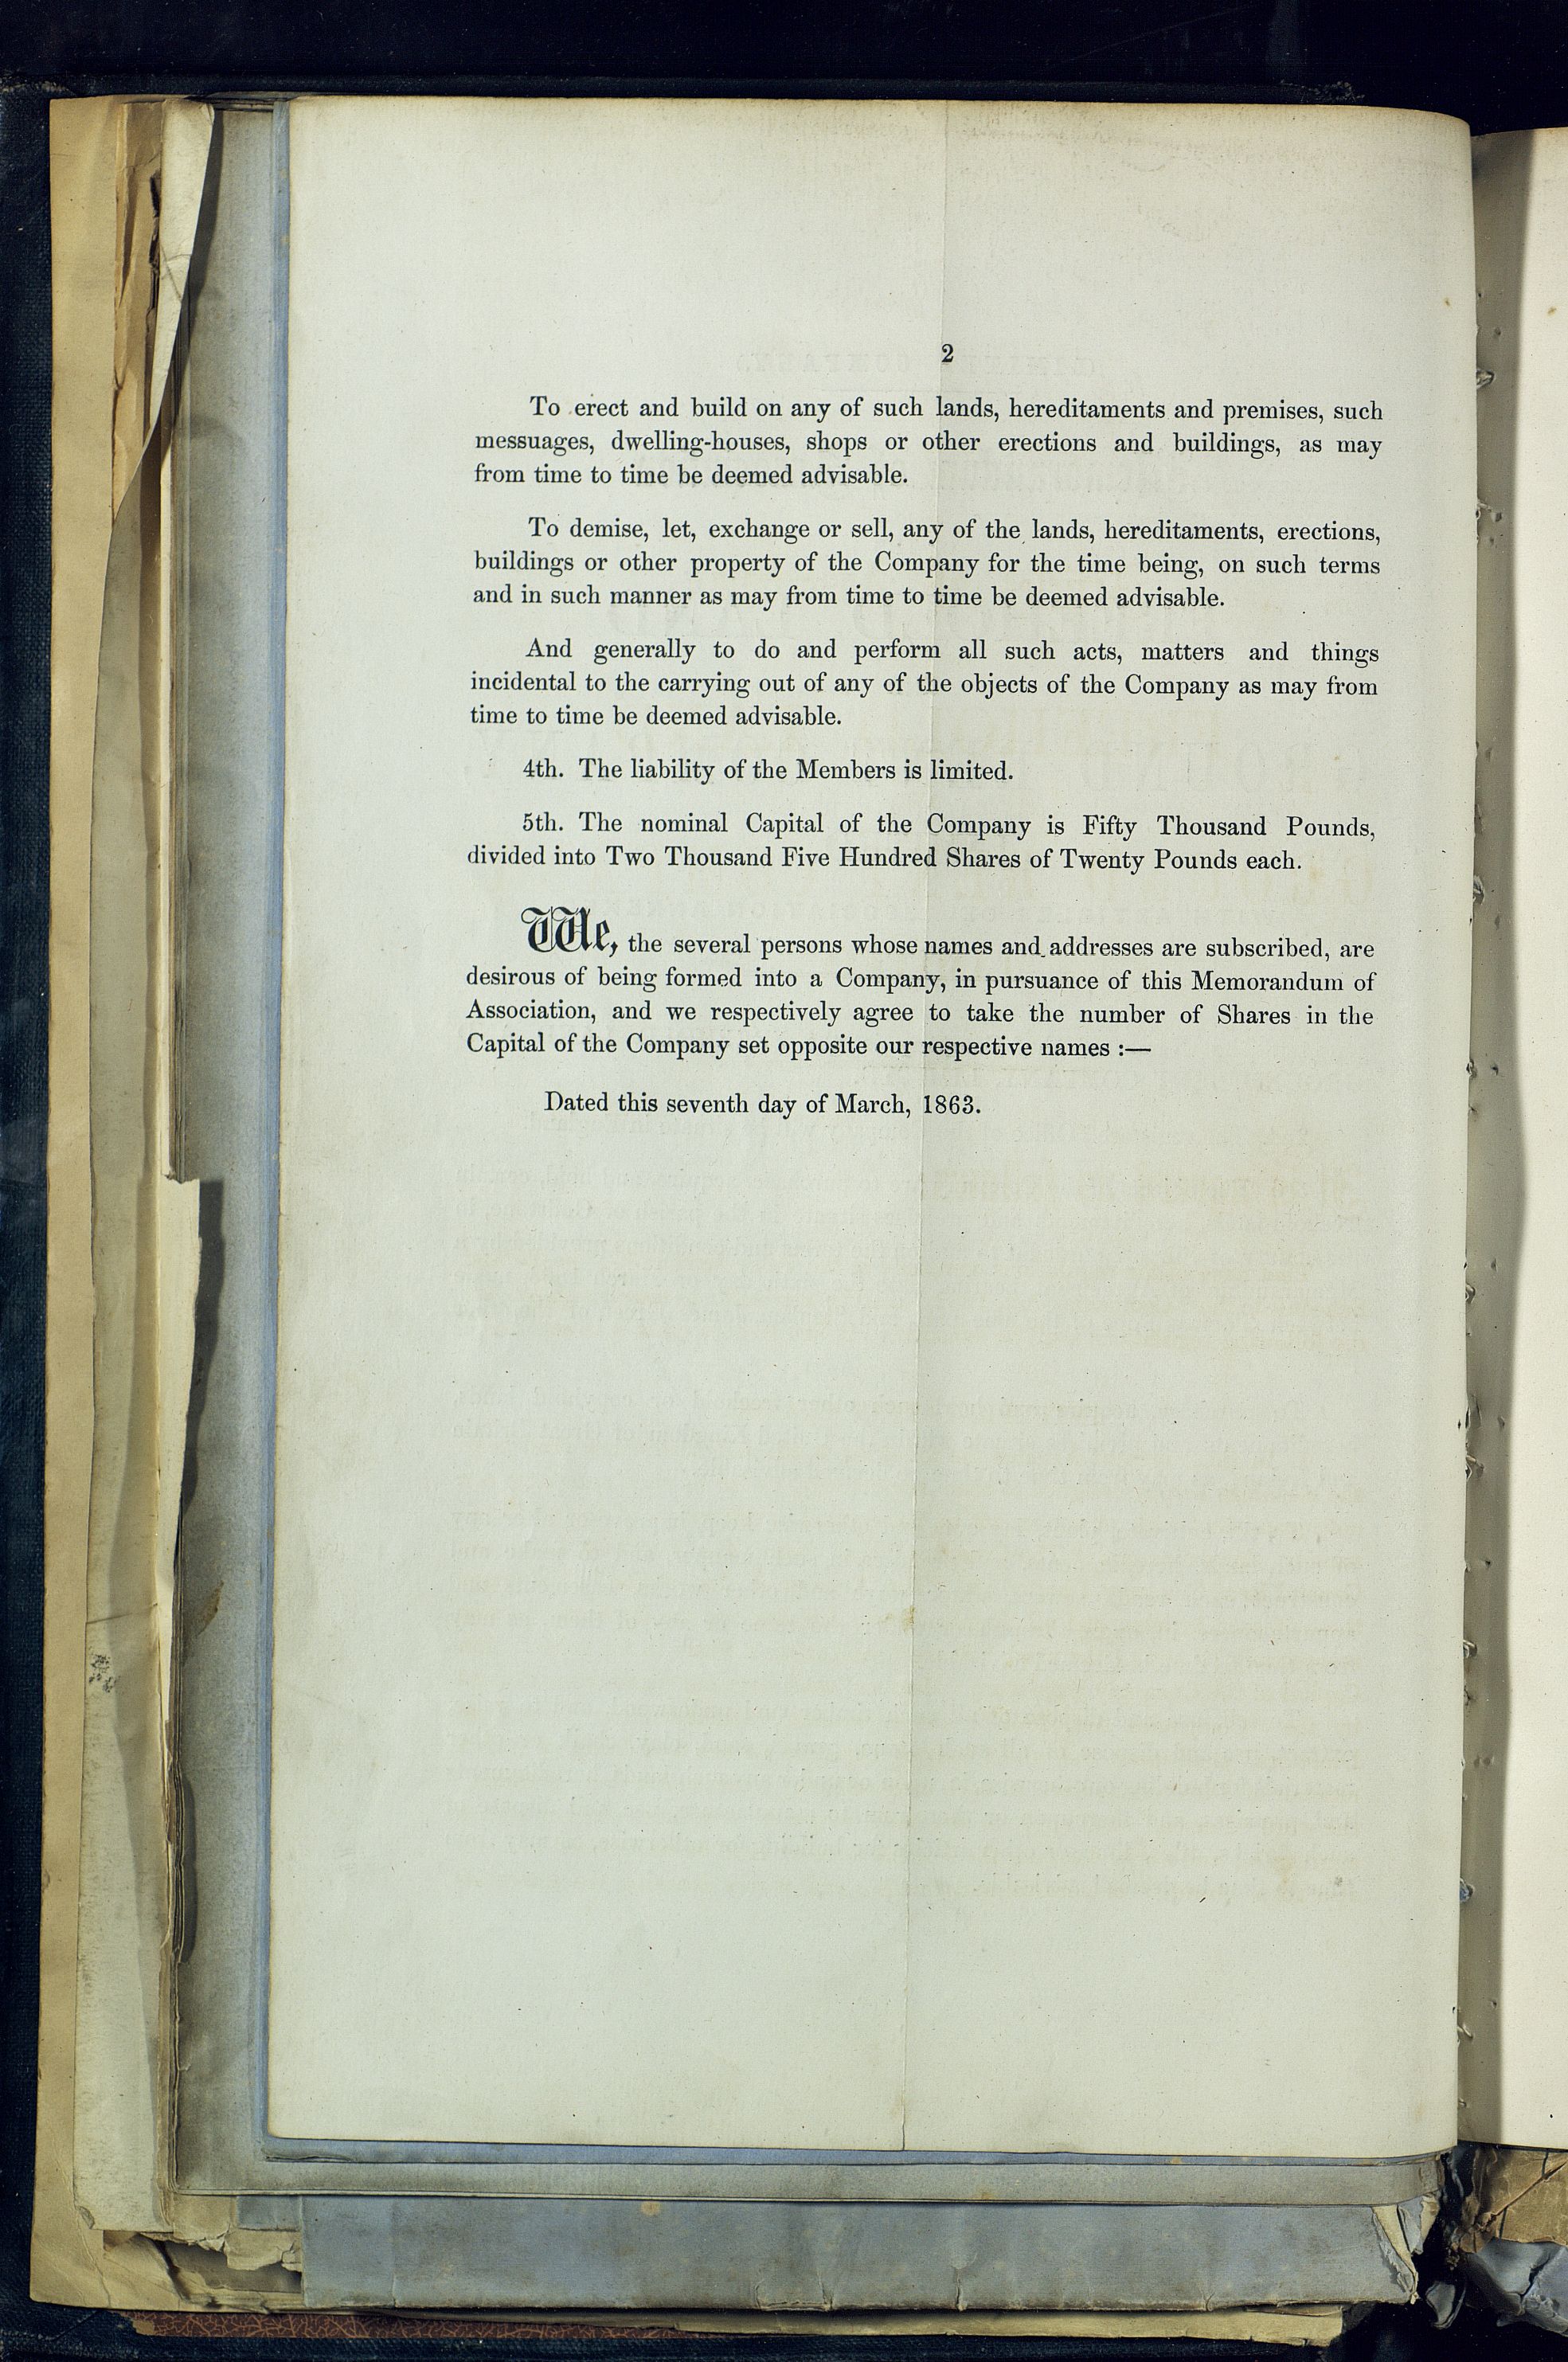 2
To erect and build on any of such lands, hereditaments and premises, such
messuages, dwelling-houses, shops or other erections and buildings, as may
from time to time be deemed advisable.
To demise, let, exchange or sell, any of the lands, hereditaments, erections,
buildings or other property of the Company for the time being, on such terms
and in such manner as may from time to time be deemed advisable.
And generally to do and perform all such acts, matters and things
incidental to the carrying out of any of the objects of the Company as may from
time to time be deemed advisable.
4th. The liability of the Members is limited.
5th. The nominal Capital of the Company is Fifty Thousand Pounds,
divided into Two Thousand Five Hundred Shares of Twenty Pounds each.
We, the several persons whose names and addresses are subscribed, are
desirous of being formed into a Company, in pursuance of this Memorandum of
Association, and we respectively agree to take the number of Shares in the
Capital of the Company set opposite our respective names :—
Dated this seventh day of March, 1863.